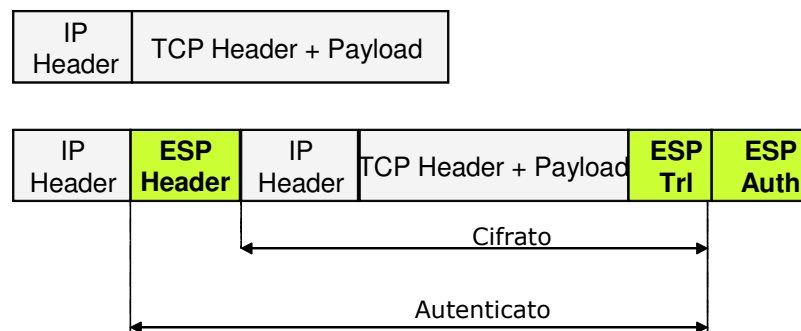 IP
Header
TCP Header + Payload
IP
Header
ESP
Header
IP
Header
TCP Header + Payload
ESP
Trl
ESP
Auth
Cifrato
Autenticato